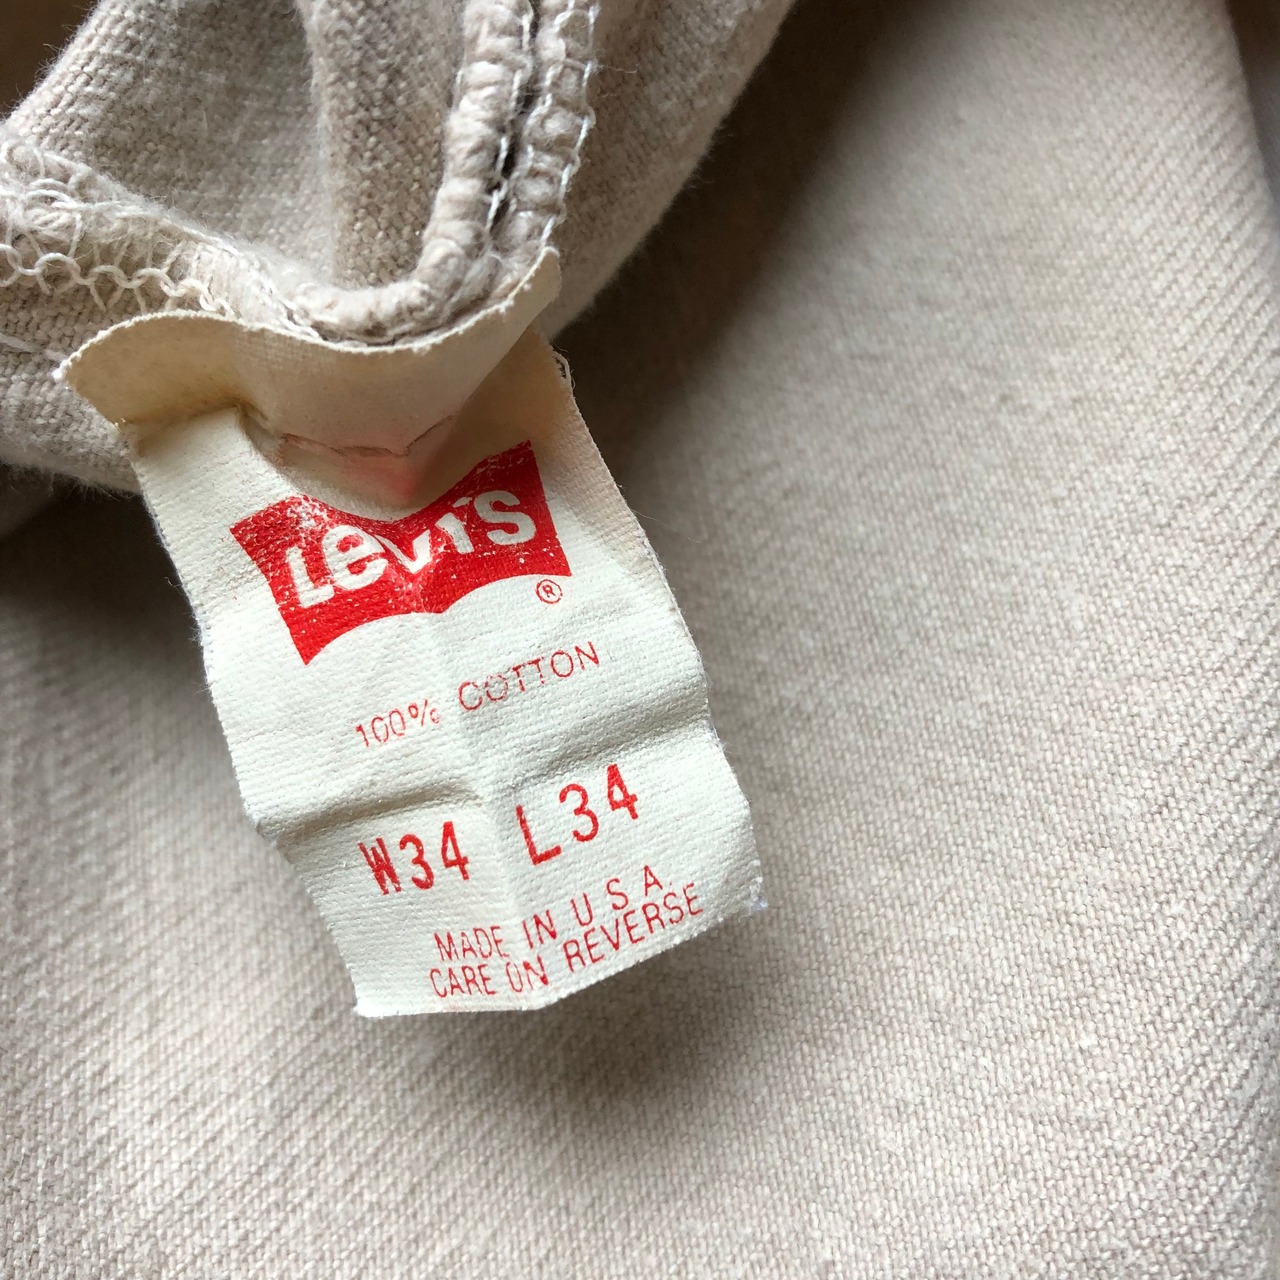 Levi's
®
100% COTTON
W34 L34
MADE IN U S A.
CARE ON REVERSE